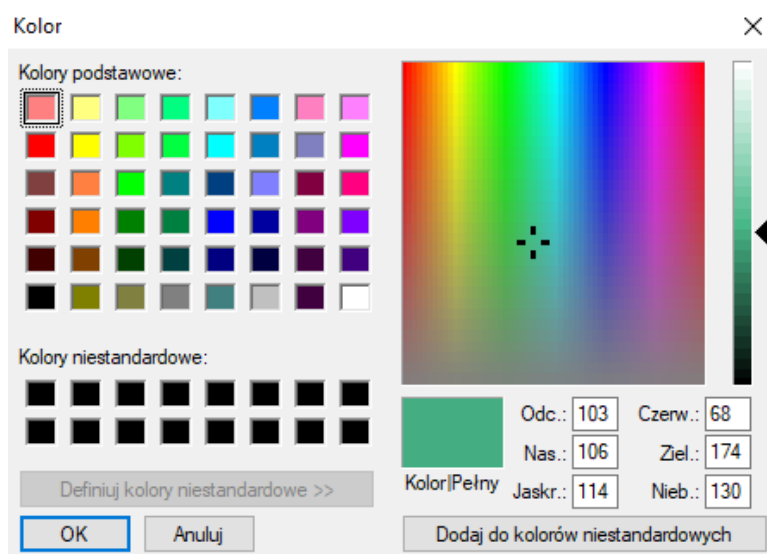 Kolor
Kolory podstawowe:
Kolory niestandardowe:
Definiuj kolory niestandardowe >>
OK Anuluj
Kolor|Pełny
Odc.: 103 Czerw.: 68
Nas.: 106 Ziel.: 174
Jaskr.: 114 Nieb.: 130
Dodaj do kolorów niestandardowych